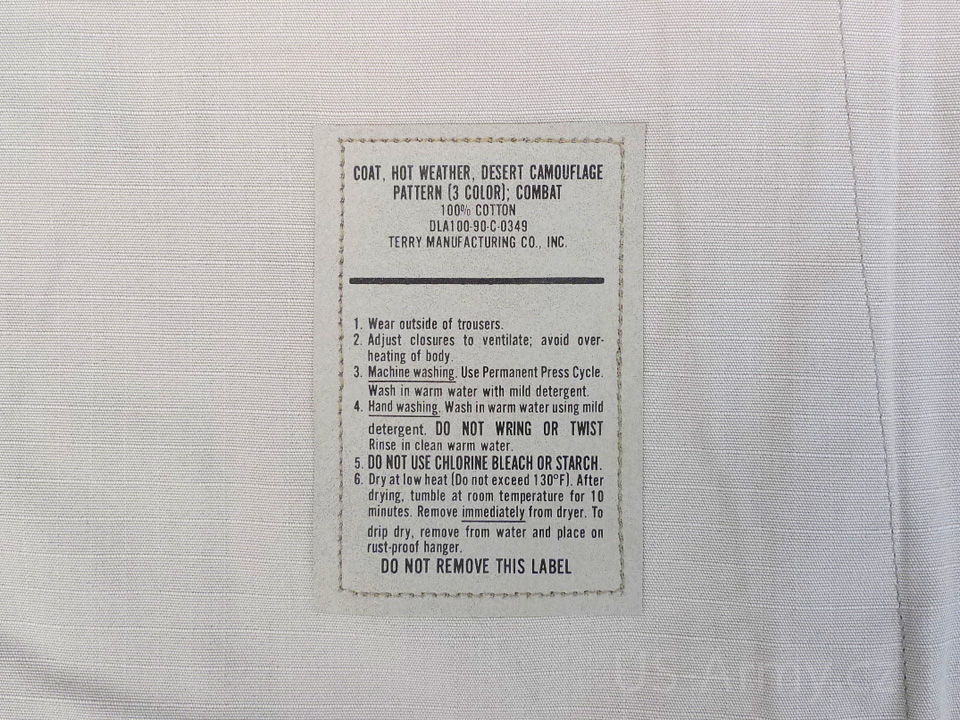 COAT, HOT WEATHER, DESERT CAMOUFLAGE
PATTERN (3 COLOR); COMBAT
100% COTTON
DLA100-90-C-0349
TERRY MANUFACTURING CO., INC.
1. Wear outside of trousers.
2. Adjust closures to ventilate; avoid over-
heating of body.
3. Machine washing. Use Permanent Press Cycle.
Wash in warm water with mild detergent.
4. Hand washing. Wash in warm water using mild
detergent. DO NOT WRING OR TWIST
Rinse in clean warm water.
5. DO NOT USE CHLORINE BLEACH OR STARCH.
6. Dry at low heat (Do not exceed 130°F). After
drying, tumble at room temperature for 10
minutes. Remove immediately from dryer. To
drip dry, remove from water and place on
rust-proof hanger.
DO NOT REMOVE THIS LABEL
US-Army.cz